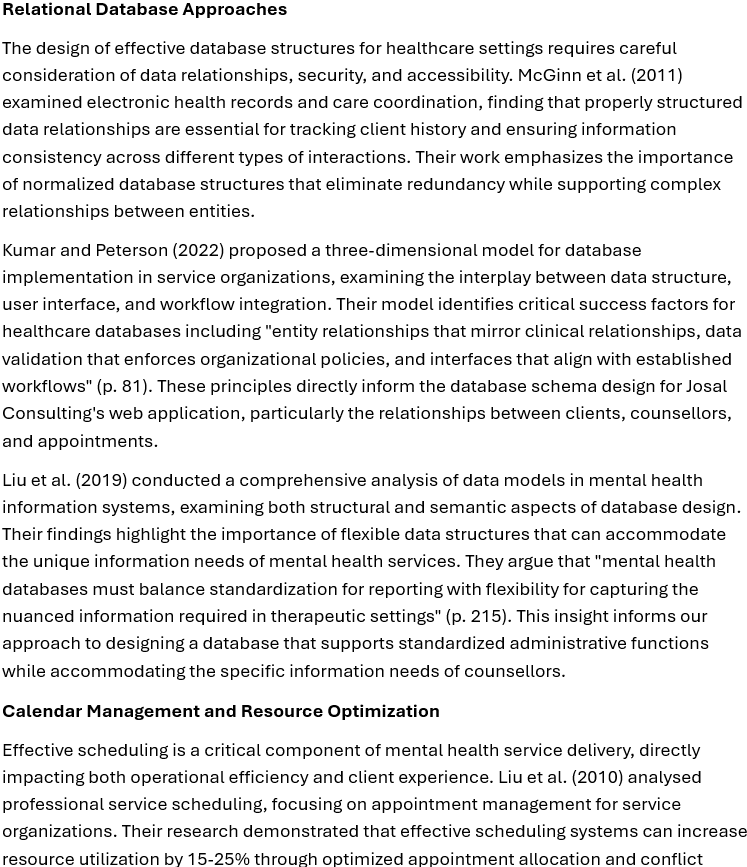 Relational Database Approaches
The design of effective database structures for healthcare settings requires careful
consideration of data relationships, security, and accessibility. McGinn et al. (2011)
examined electronic health records and care coordination, finding that properly structured
data relationships are essential for tracking client history and ensuring information
consistency across different types of interactions. Their work emphasizes the importance
of normalized database structures that eliminate redundancy while supporting complex
relationships between entities.
Kumar and Peterson (2022) proposed a three-dimensional model for database
implementation in service organizations, examining the interplay between data structure,
user interface, and workflow integration. Their model identifies critical success factors for
healthcare databases including "entity relationships that mirror clinical relationships, data
validation that enforces organizational policies, and interfaces that align with established
workflows" (p. 81). These principles directly inform the database schema design for Josal
Consulting's web application, particularly the relationships between clients, counsellors,
and appointments.
Liu et al. (2019) conducted a comprehensive analysis of data models in mental health
information systems, examining both structural and semantic aspects of database design.
Their findings highlight the importance of flexible data structures that can accommodate
the unique information needs of mental health services. They argue that "mental health
databases must balance standardization for reporting with flexibility for capturing the
nuanced information required in therapeutic settings" (p. 215). This insight informs our
approach to designing a database that supports standardized administrative functions
while accommodating the specific information needs of counsellors.
Calendar Management and Resource Optimization
Effective scheduling is a critical component of mental health service delivery, directly
impacting both operational efficiency and client experience. Liu et al. (2010) analysed
professional service scheduling, focusing on appointment management for service
organizations. Their research demonstrated that effective scheduling systems can increase
resource utilization by 15-25% through optimized appointment allocation and conflict